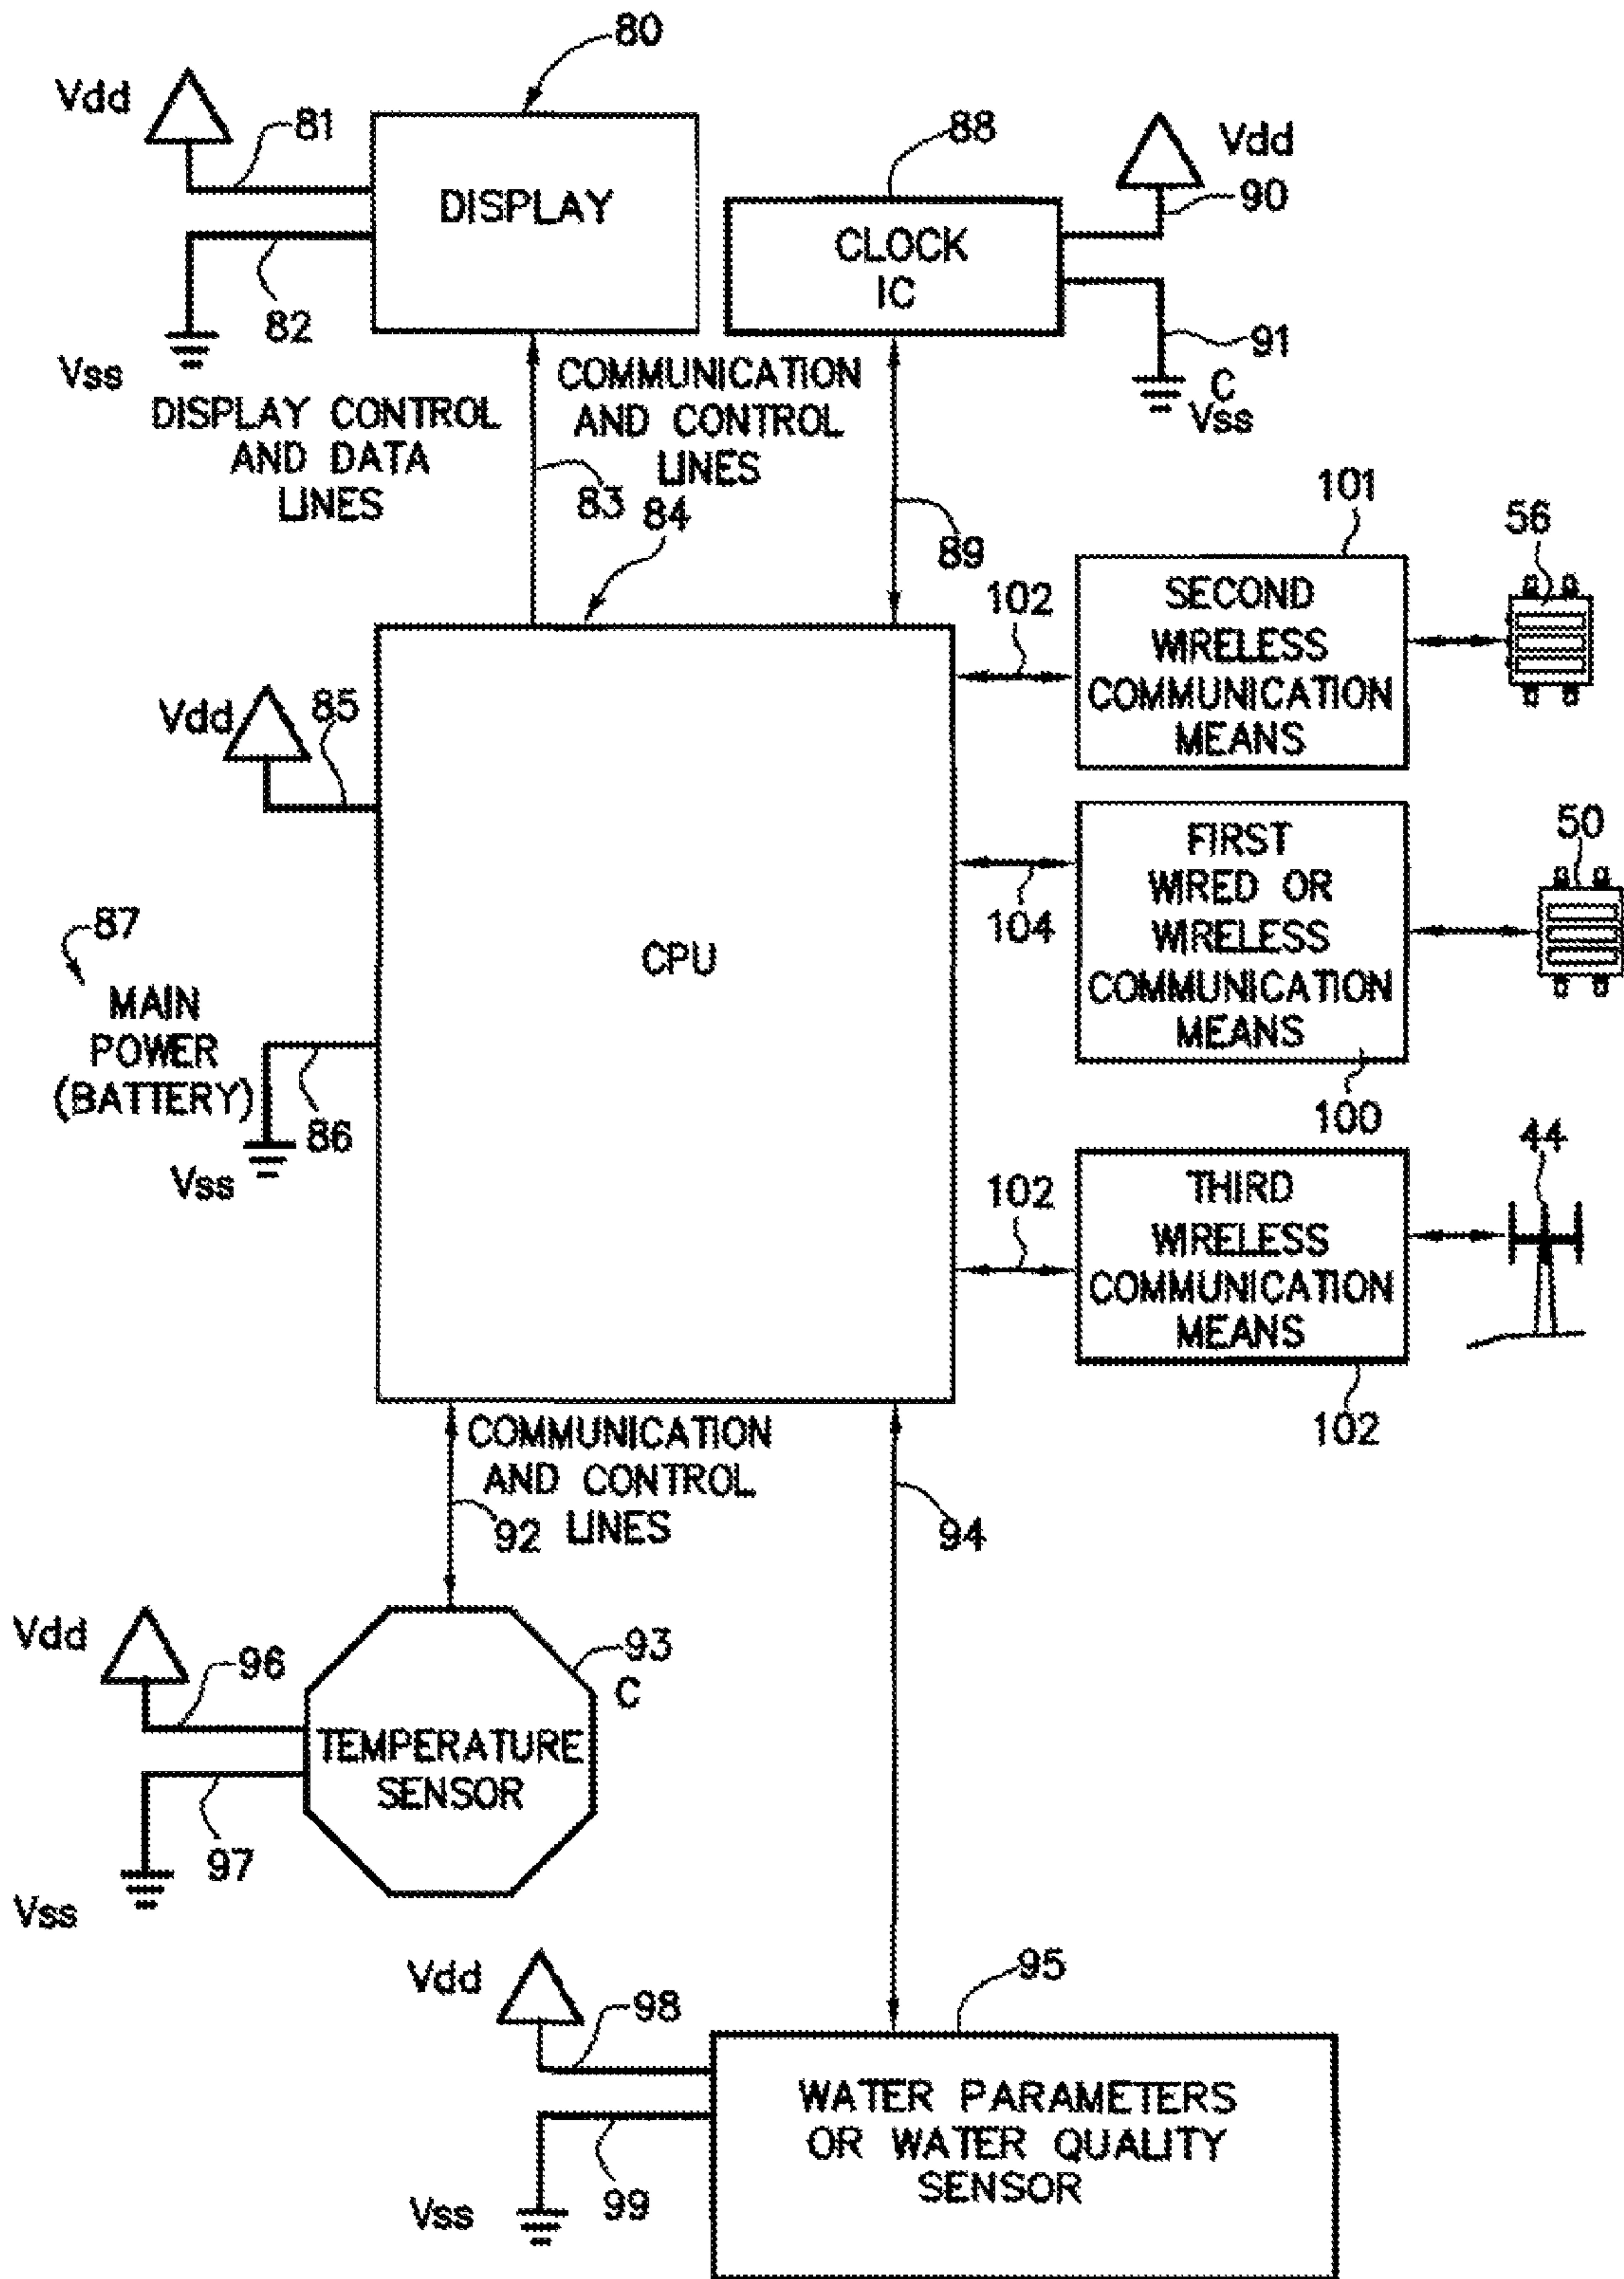 80
Vdd
81
DISPLAY
82
Vss
88
CLOCK
IC
Vdd
90
91
C
Vss
DISPLAY CONTROL
AND DATA
LINES
COMMUNICATION
AND CONTROL
LINES
83
84
89
101
56
102
SECOND
WIRELESS
COMMUNICATION
MEANS
Vdd
85
CPU
50
104
FIRST
WIRED OR
WIRELESS
COMMUNICATION
MEANS
100
87
MAIN
POWER
(BATTERY)
86
Vss
44
102
THIRD
WIRELESS
COMMUNICATION
MEANS
102
COMMUNICATION
AND CONTROL
LINES
92
94
Vdd
96
93
C
TEMPERATURE
SENSOR
97
Vss
Vdd
98
95
WATER PARAMETERS
OR WATER QUALITY
SENSOR
99
Vss